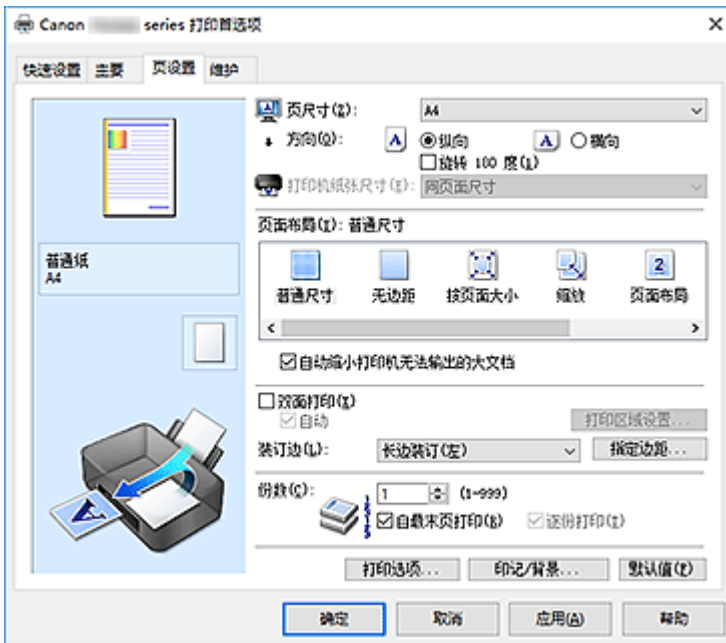 Canon series 打印首选项
快速设置 主要 页设置 维护
页尺寸(Z): A4
方向(O): A 纵向 A 横向
旋转 180 度(L)
打印机纸张尺寸(E): 同页面尺寸
页面布局(I): 普通尺寸
普通尺寸 无边距 按页面大小 缩放 页面布局
普通纸
A4
自动缩小打印机无法输出的大文档
双面打印(X)
自动 打印区域设置...
装订边(L): 长边装订(左) 指定边距...
份数(C): 1 (1-999)
自最末页打印(B) 逐份打印(T)
打印选项... 印记/背景... 默认值(F)
确定 取消 应用(A) 帮助